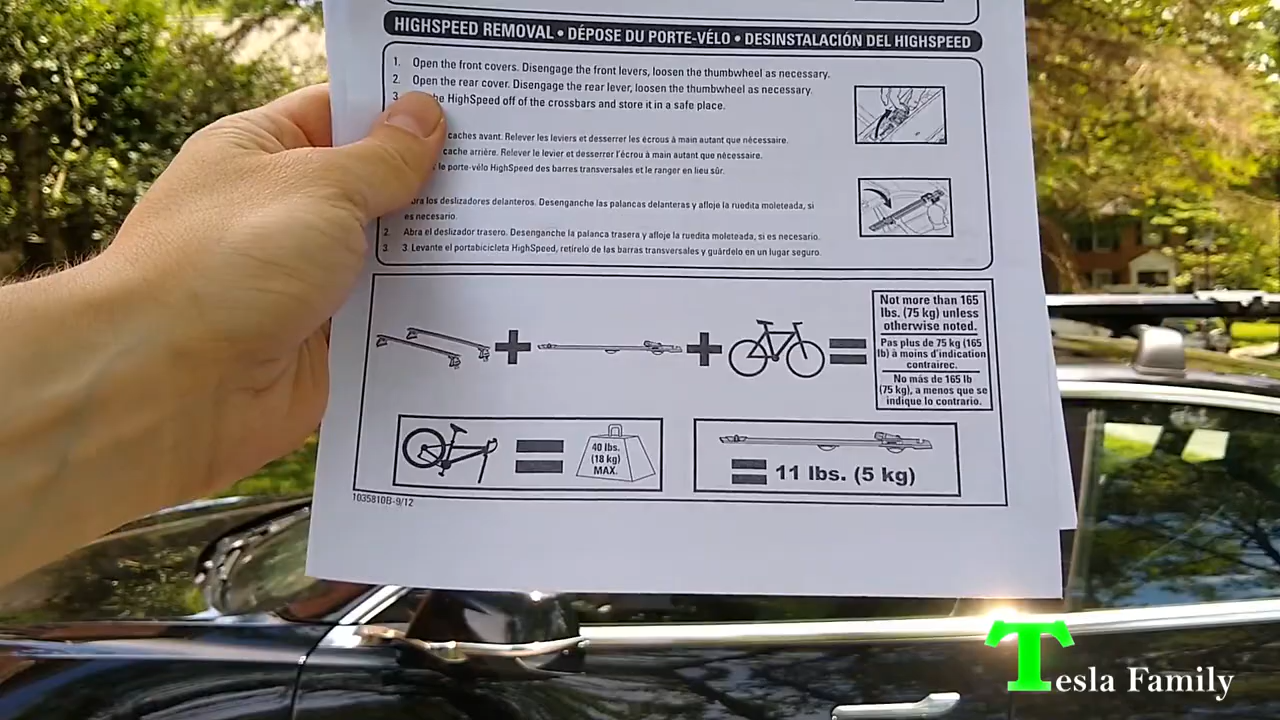 HIGHSPEED REMOVAL • DÉPOSE DU PORTE-VÉLO • DESINSTALACIÓN DEL HIGHSPEED
1. Open the front covers. Disengage the front levers, loosen the thumbwheel as necessary.
2. Open the rear cover. Disengage the rear lever, loosen the thumbwheel as necessary.
3 HighSpeed off of the crossbars and store it in a safe place.
caches avant. Relever les leviers et desserrer les écrous à main autant que nécessaire.
cache arrière. Relever le levier et desserrer l'écrou à main autant que nécessaire.
le porte-vélo HighSpeed des barres transversales et le ranger en lieu sûr.
los deslizadores delanteros. Desenganche las palancas delanteras y afloje la ruedita moleteada, si
es necesario.
2. Abra el deslizador trasero. Desenganche la palanca trasera y afloje la ruedita moleteada, si es necesario.
3. 3. Levante el portabicicleta HighSpeed, retírelo de las barras transversales y guárdelo en un lugar seguro.
Not more than 165
lbs. (75 kg) unless
otherwise noted.
Pas plus de 75 kg (165
lb) à moins d'indication
contrairec.
No más de 165 lb
(75 kg), a menos que se
indique lo contrario.
40 lbs.
(18 kg)
MAX.
11 lbs. (5 kg)
1035810B-9/12
Tesla Family